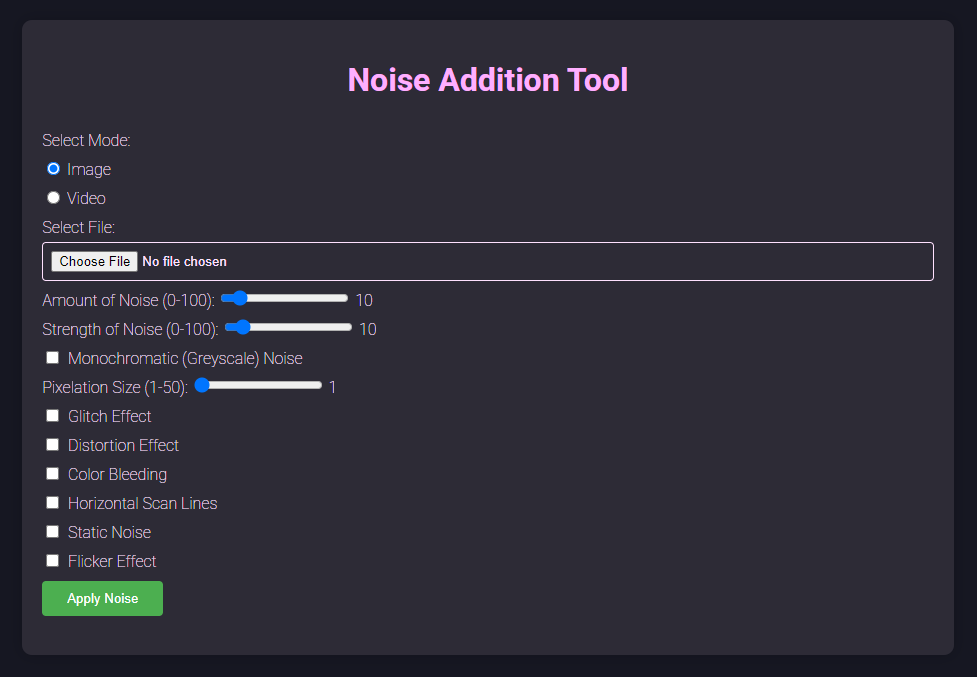 Noise Addition Tool
Select Mode:
Image
Video
Select File:
Choose File No file chosen
Amount of Noise (0-100): 10
Strength of Noise (0-100): 10
Monochromatic (Greyscale) Noise
Pixelation Size (1-50): 1
Glitch Effect
Distortion Effect
Color Bleeding
Horizontal Scan Lines
Static Noise
Flicker Effect
Apply Noise